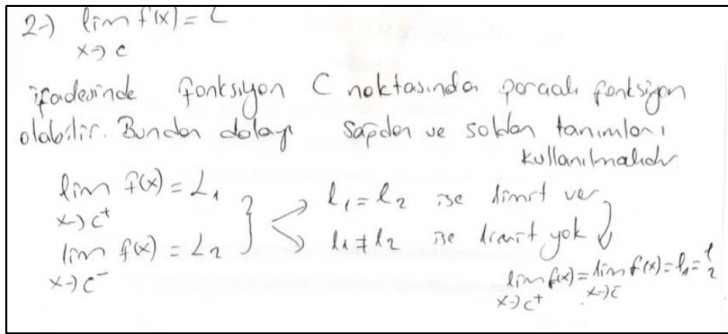 2-) lim f(x) = L
x→c
ifadesinde fonksiyon C noktasında parçalı fonksiyon
olabilir. Bundan dolayı sağdan ve soldan tanımları
kullanılmalıdır.
lim f(x) = L₁
x→c⁺
lim f(x) = L₂
x→c⁻
l₁ = l₂ ise limit var
l₁ ≠ l₂ ise limit yok
lim f(x) = lim f(x) = l₁ = l₂
x→c⁺ x→c⁻